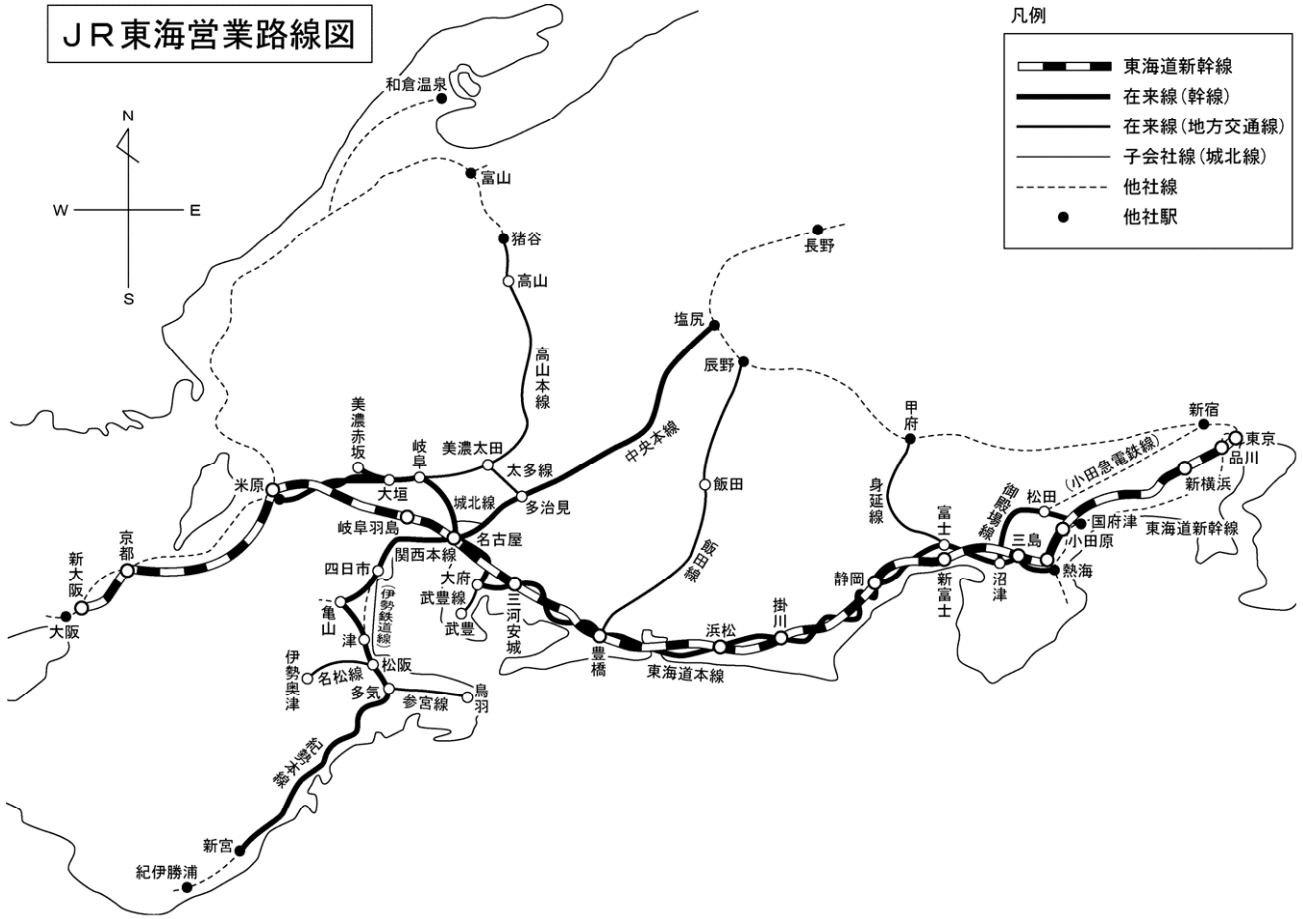 JR東海営業路線図
凡例
東海道新幹線
在来線(幹線)
在来線(地方交通線)
子会社線(城北線)
他社線
他社駅
N
W
E
S
和倉温泉
富山
猪谷
高山
高山本線
長野
塩尻
辰野
中央本線
飯田
飯田線
甲府
身延線
新宿
東京
品川
新横浜
(小田急電鉄線)
松田
御殿場線
国府津
小田原
東海道新幹線
熱海
三島
沼津
富士
新富士
静岡
掛川
浜松
東海道本線
豊橋
三河安城
大府
武豊線
武豊
名古屋
城北線
多治見
太多線
美濃太田
岐阜
美濃赤坂
大垣
岐阜羽島
米原
京都
新大阪
大阪
関西本線
四日市
(伊勢鉄道線)
亀山
津
松阪
名松線
伊勢奥津
多気
参宮線
鳥羽
紀勢本線
新宮
紀伊勝浦